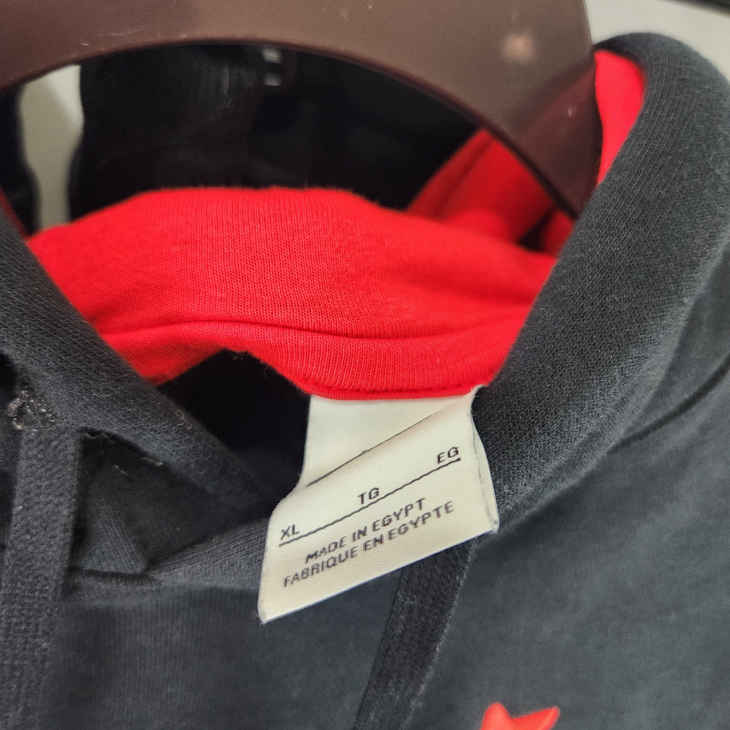 XL TG EG
MADE IN EGYPT
FABRIQUE EN EGYPTE